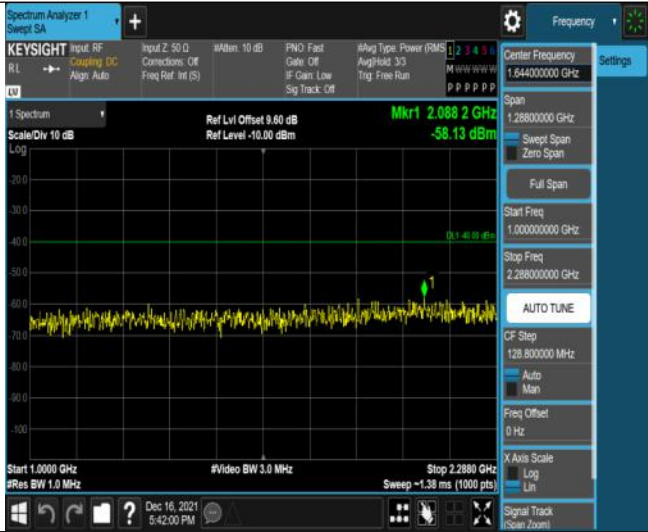 Spectrum Analyzer 1
Swept SA
Frequency
KEYSIGHT Input: RF Input Z: 50 Ω #Atten: 10 dB PNO: Fast #Avg Type: Power (RMS 1 2 3 4 5 6
RL Coupling: DC Corrections: Off Gate: Off Avg|Hold: 3/3 M W W W W W
Align: Auto Freq Ref: Int (S) IF Gain: Low Trig: Free Run
LV Sig Track: Off P P P P P P
1 Spectrum
Ref Lvl Offset 9.60 dB
Mkr1 2.088 2 GHz
Scale/Div 10 dB
Ref Level -10.00 dBm
-58.13 dBm
Log
-20.0
-30.0
-40.0
DL1 -40.00 dBm
-50.0
1
-60.0
-70.0
-80.0
-90.0
-100
Start 1.0000 GHz #Video BW 3.0 MHz Stop 2.2880 GHz
#Res BW 1.0 MHz Sweep ~1.38 ms (1000 pts)
? Dec 16, 2021
5:42:00 PM
Center Frequency
1.644000000 GHz
Settings
Span
1.28800000 GHz
Swept Span
Zero Span
Full Span
Start Freq
1.000000000 GHz
Stop Freq
2.288000000 GHz
AUTO TUNE
CF Step
128.800000 MHz
Auto
Man
Freq Offset
0 Hz
X Axis Scale
Log
Lin
Signal Track
(Span Zoom)